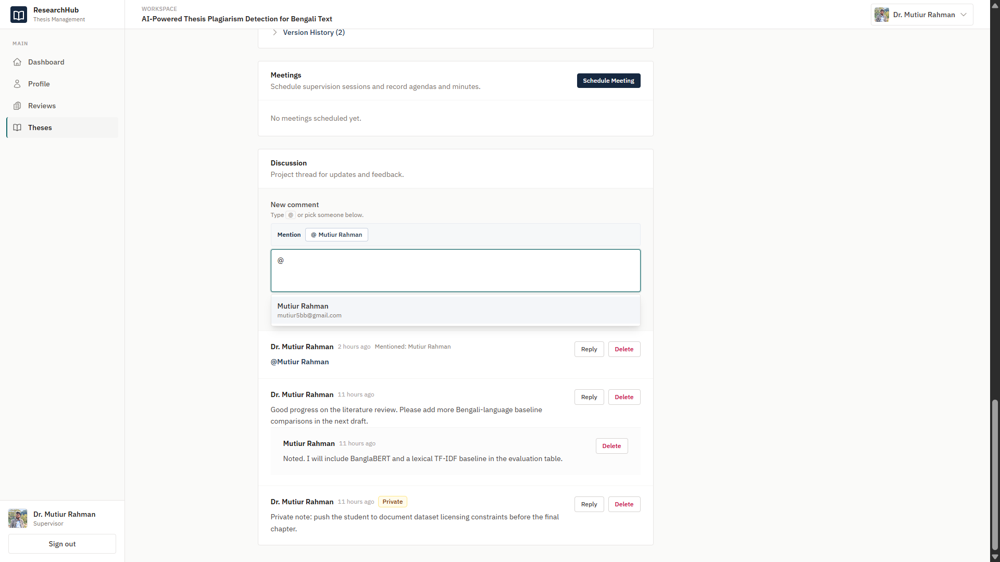 ResearchHub
Thesis Management
WORKSPACE
AI-Powered Thesis Plagiarism Detection for Bengali Text
Dr. Mutiur Rahman
MAIN
Dashboard
Profile
Reviews
Theses
Version History (2)
Meetings
Schedule supervision sessions and record agendas and minutes.
Schedule Meeting
No meetings scheduled yet.
Discussion
Project thread for updates and feedback.
New comment
Type @ or pick someone below.
Mention @ Mutiur Rahman
@
Mutiur Rahman
mutiur5bb@gmail.com
Dr. Mutiur Rahman 2 hours ago Mentioned: Mutiur Rahman
Reply Delete
@Mutiur Rahman
Dr. Mutiur Rahman 11 hours ago
Reply Delete
Good progress on the literature review. Please add more Bengali-language baseline
comparisons in the next draft.
Mutiur Rahman 11 hours ago
Delete
Noted. I will include BanglaBERT and a lexical TF-IDF baseline in the evaluation table.
Dr. Mutiur Rahman 11 hours ago Private
Reply Delete
Private note: push the student to document dataset licensing constraints before the final
chapter.
Dr. Mutiur Rahman
Supervisor
Sign out